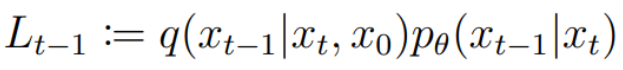 L_{t-1} := q(x_{t-1}|x_t, x_0)p_θ(x_{t-1}|x_t)